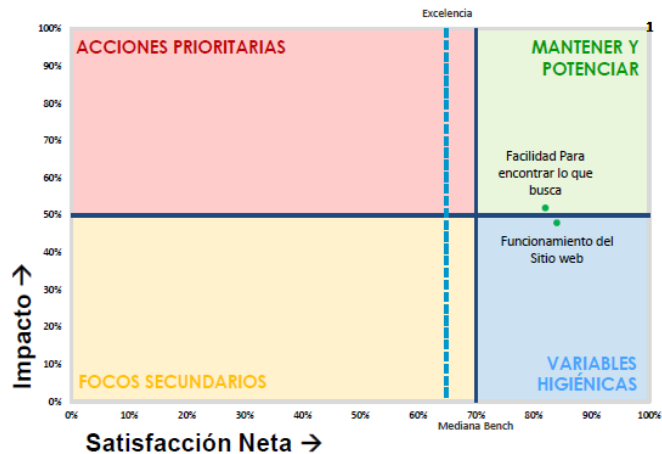 Excelencia
1
100%
90%
80%
70%
60%
50%
40%
30%
20%
10%
0%
ACCIONES PRIORITARIAS
MANTENER Y
POTENCIAR
Facilidad Para
encontrar lo que
busca
Funcionamiento del
Sitio web
FOCOS SECUNDARIOS
VARIABLES
HIGIÉNICAS
Impacto →
0% 10% 20% 30% 40% 50% 60% 70% 80% 90% 100%
Mediana Bench
Satisfacción Neta →